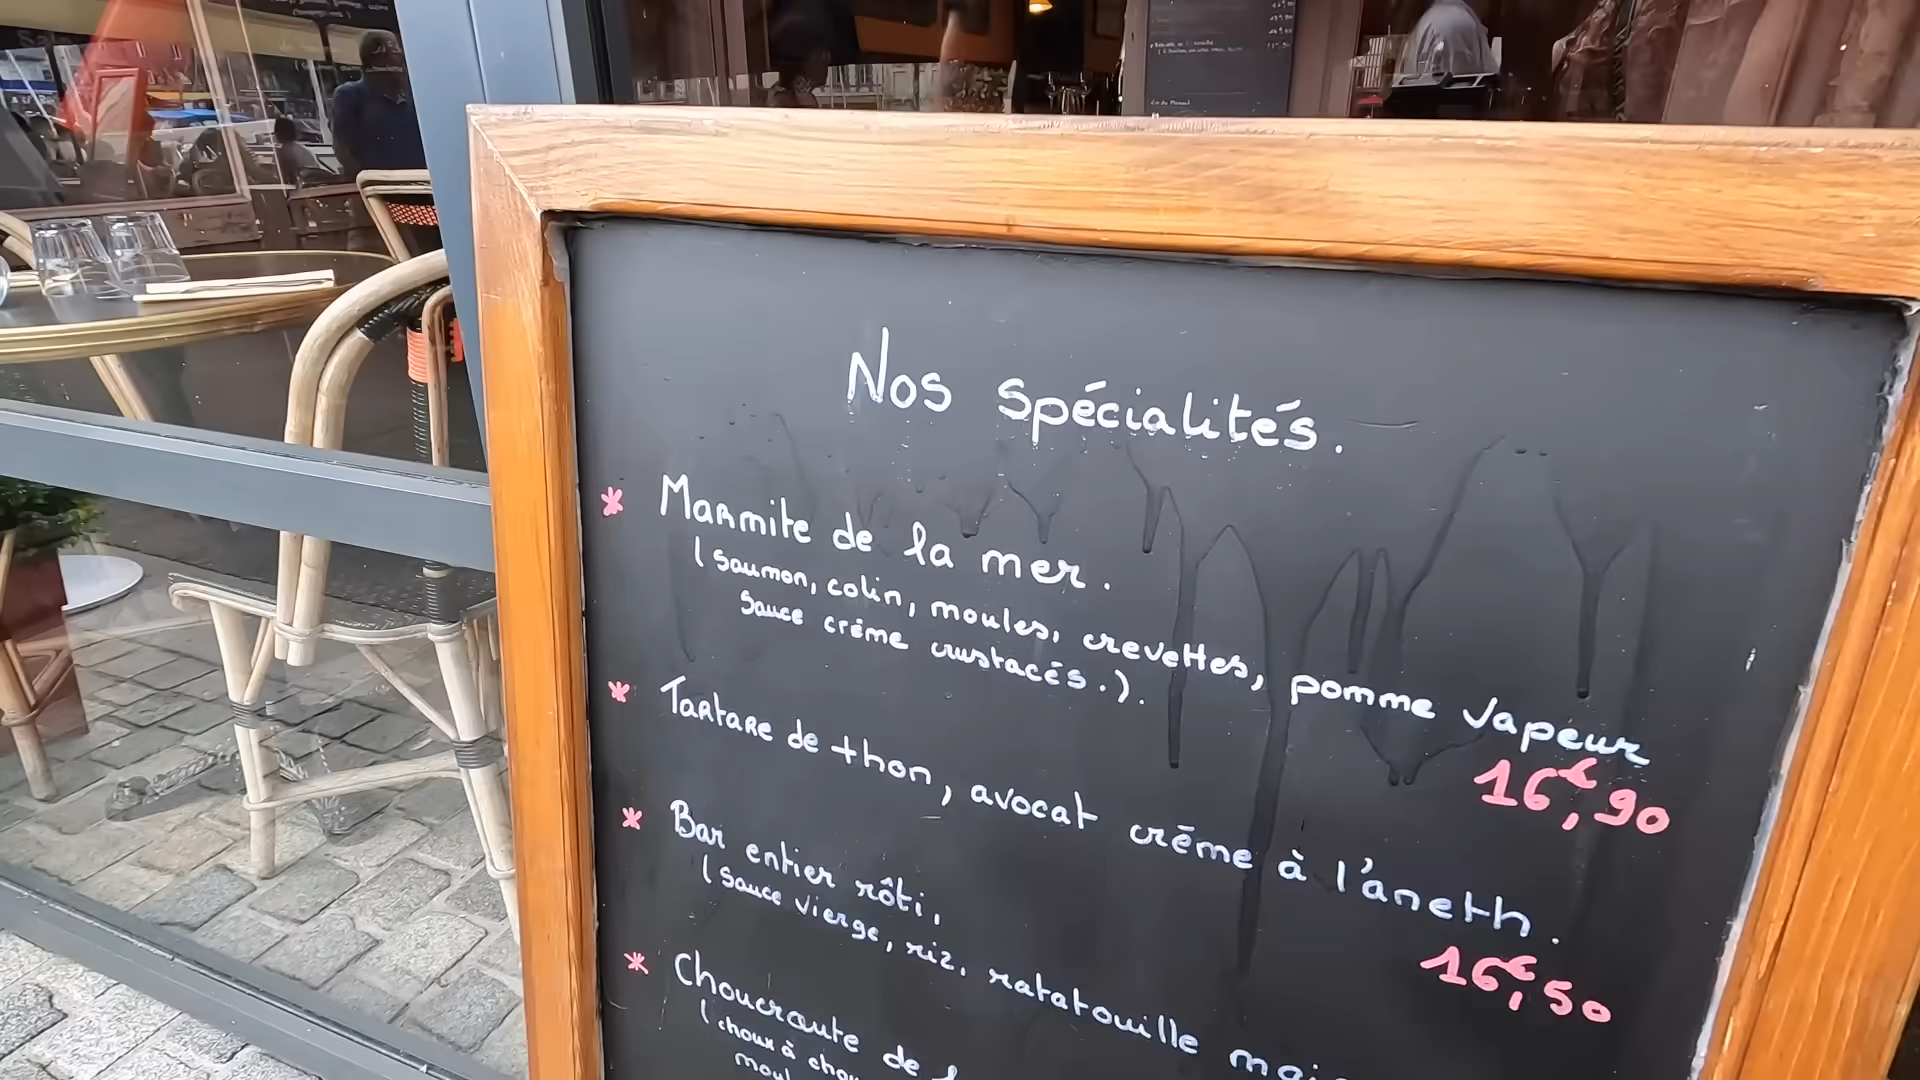 Nos spécialités.
* Marmite de la mer.
(saumon, colin, moules, crevettes, pomme vapeur
sauce crème crustacés.).
16€,90
* Tartare de thon, avocat crème à l'aneth.
16€,50
* Bar entier rôti,
(sauce vierge, riz, ratatouille
* Choucroute de
(choux à